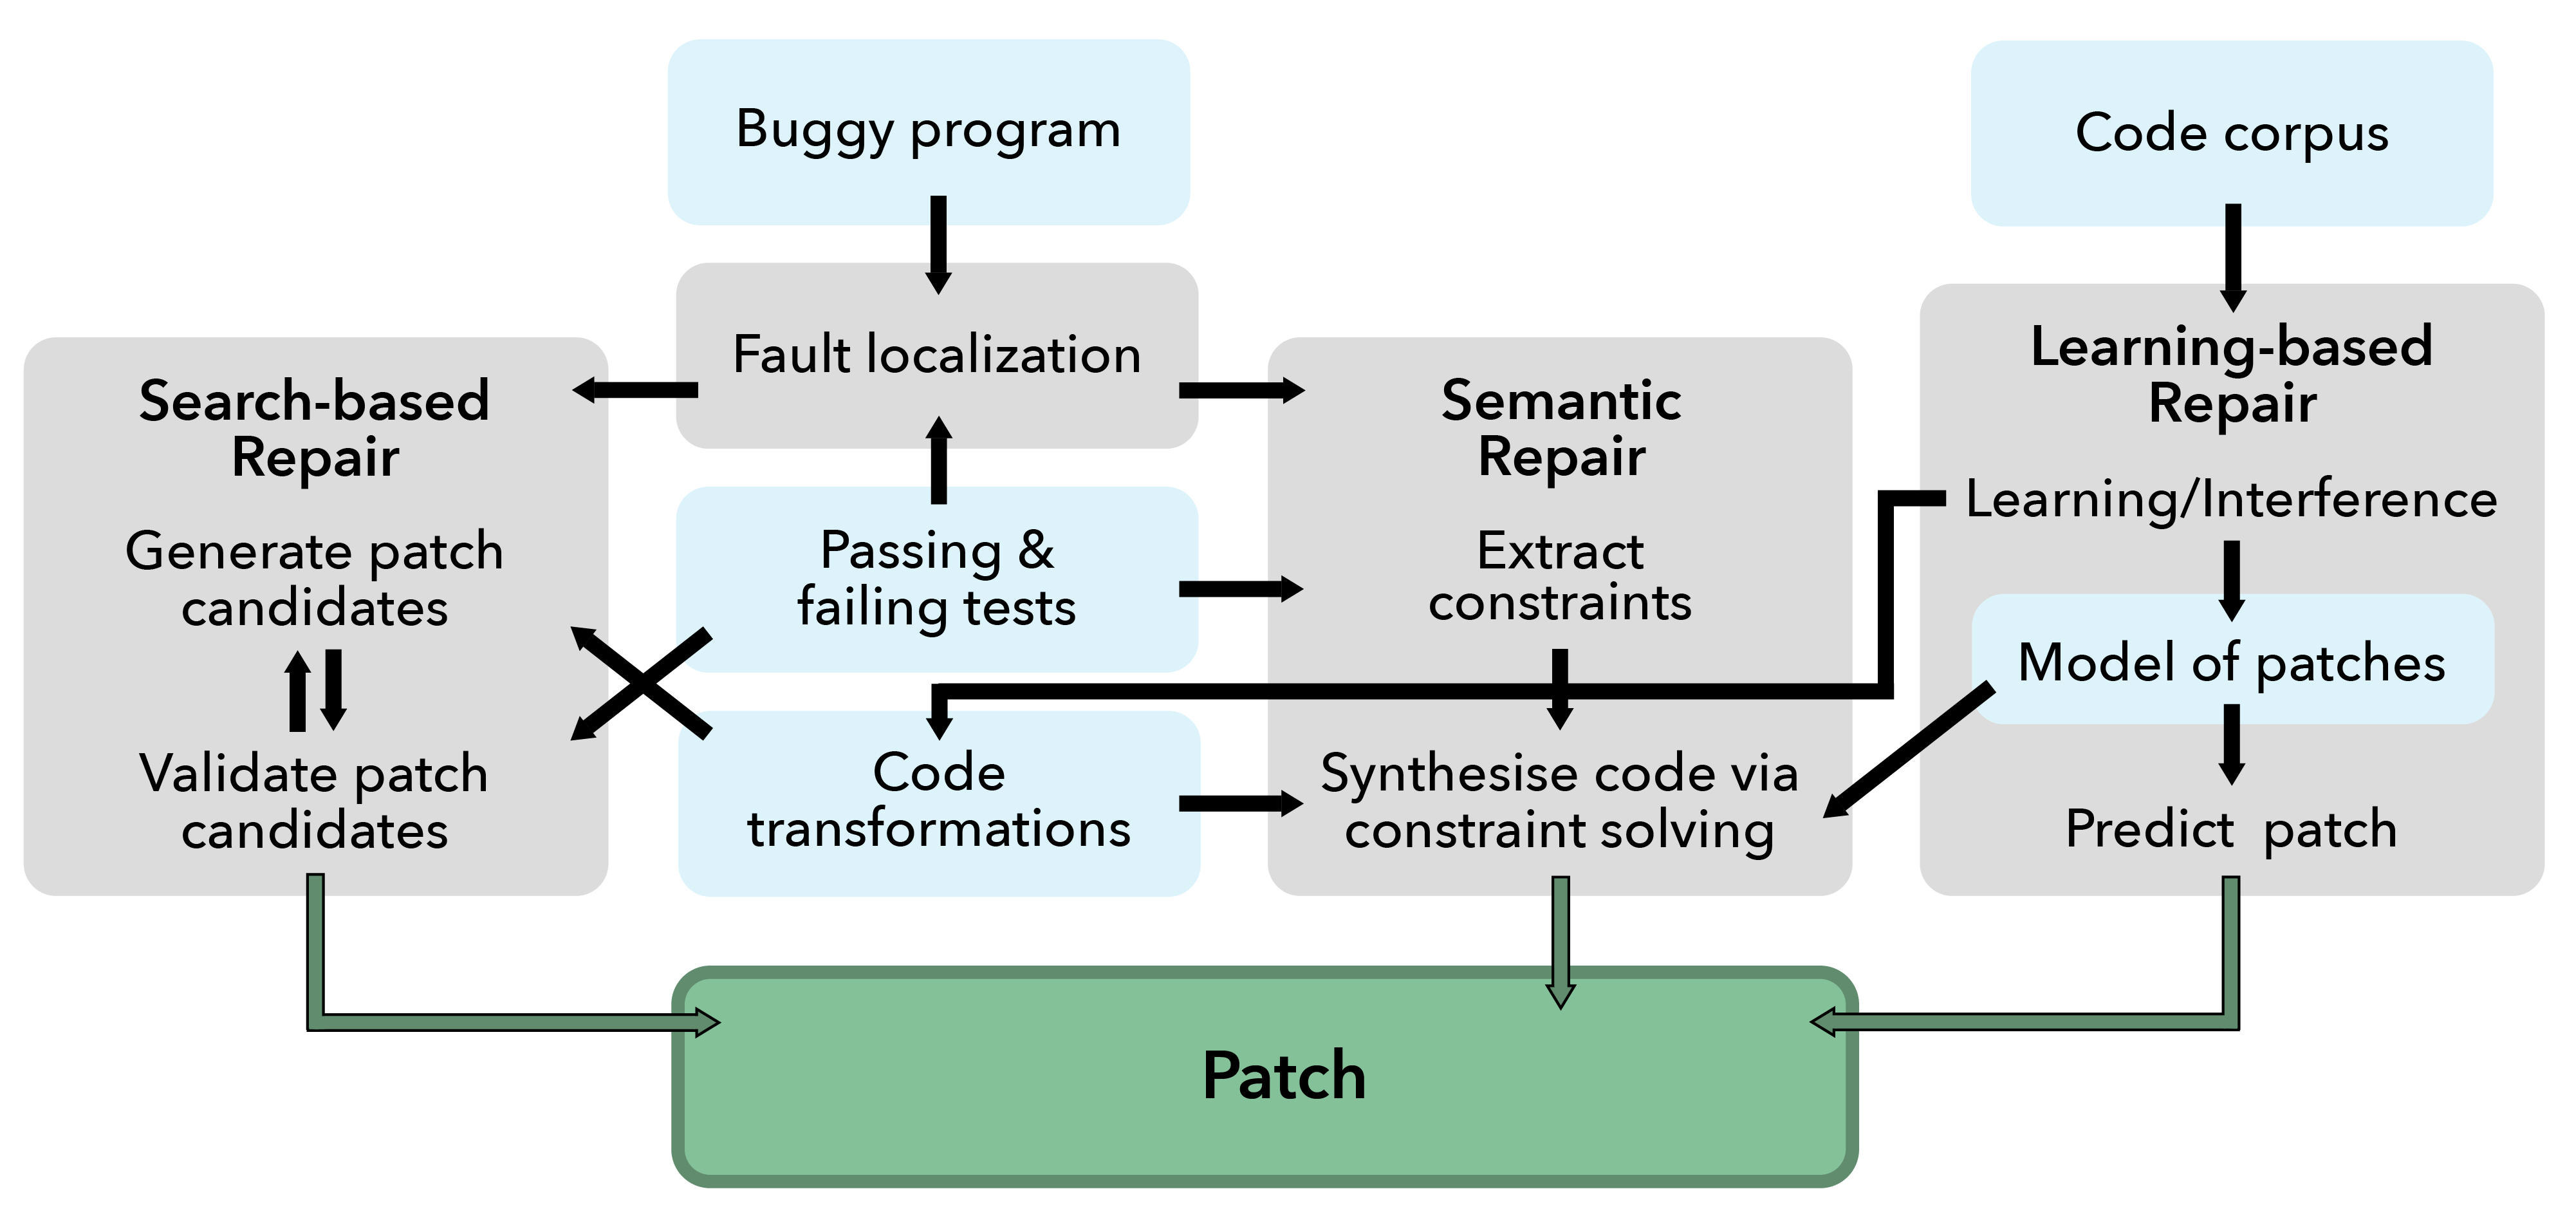 Buggy program
Code corpus
Fault localization
Search-based
Repair
Generate patch
candidates
Validate patch
candidates
Passing &
failing tests
Code
transformations
Semantic
Repair
Extract
constraints
Synthesise code via
constraint solving
Learning-based
Repair
Learning/Interference
Model of patches
Predict patch
Patch